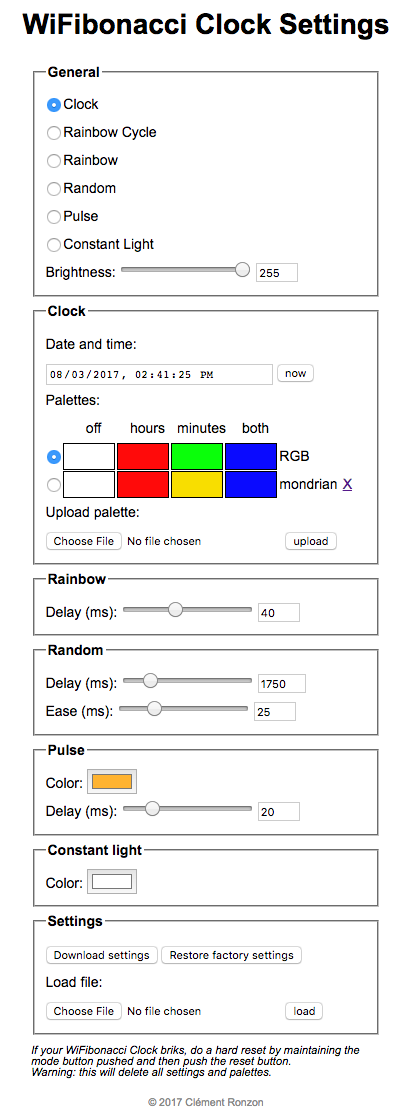 WiFibonacci Clock Settings
General
Clock
Rainbow Cycle
Rainbow
Random
Pulse
Constant Light
Brightness: 255
Clock
Date and time:
08/03/2017, 02:41:25 PM now
Palettes:
off hours minutes both
RGB
mondrian X
Upload palette:
Choose File No file chosen upload
Rainbow
Delay (ms): 40
Random
Delay (ms): 1750
Ease (ms): 25
Pulse
Color:
Delay (ms): 20
Constant light
Color:
Settings
Download settings Restore factory settings
Load file:
Choose File No file chosen load
If your WiFibonacci Clock briks, do a hard reset by maintaining the
mode button pushed and then push the reset button.
Warning: this will delete all settings and palettes.
© 2017 Clément Ronzon